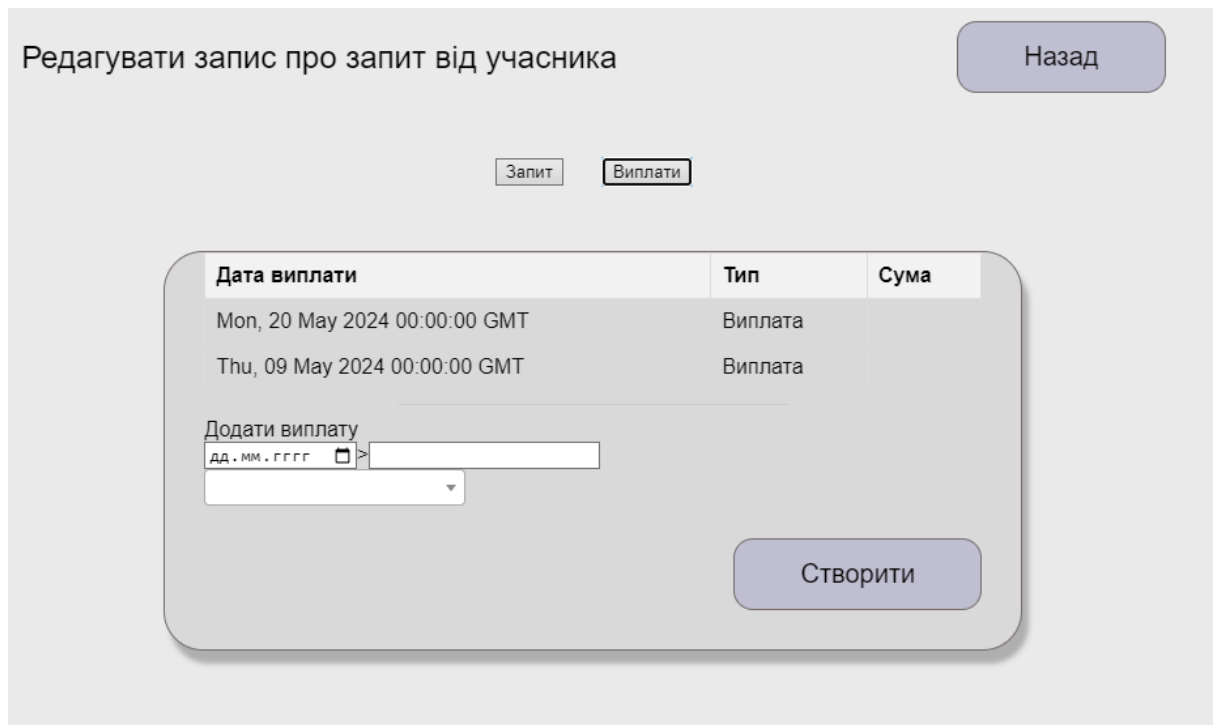 Редагувати запис про запит від учасника
Назад
Запит Виплати
Дата виплати Тип Сума
Mon, 20 May 2024 00:00:00 GMT Виплата
Thu, 09 May 2024 00:00:00 GMT Виплата
Додати виплату
дд.мм.гггг >
Створити